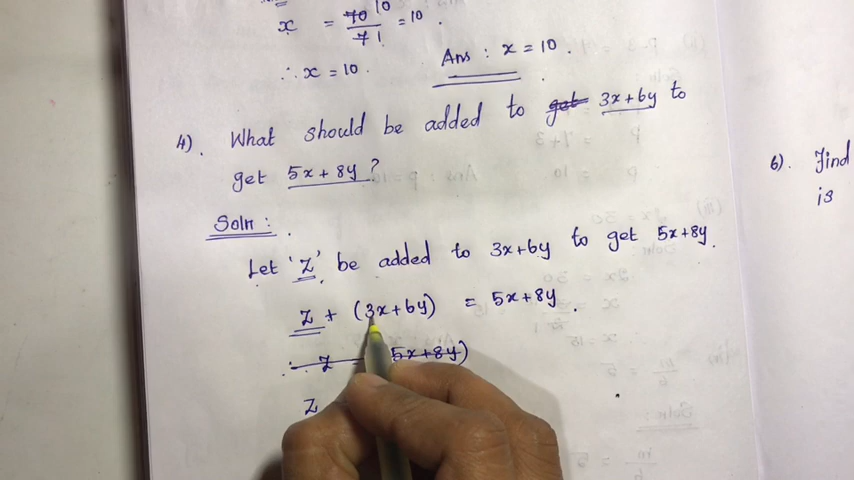 x = 70 10 / 7 1 = 10 .
∴ x = 10 .
Ans : x = 10 .
4). What should be added to get 3x+6y to
get 5x + 8y ?
Soln : .
Let 'Z' be added to 3x+6y to get 5x+8y.
Z + (3x+6y) = 5x+8y .
∴ z 5x+8y)
Z
6). Find
is